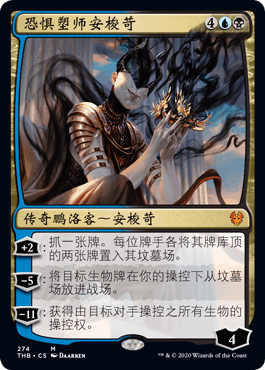 恐惧塑师安梭苛 4
传奇鹏洛客～安梭苛
+2 :抓一张牌。每位牌手各将其牌库顶
的两张牌置入其坟墓场。
-5 :将目标生物牌在你的操控下从坟墓
场放进战场。
-11 :获得由目标对手操控之所有生物的
操控权。
4
274 M
THB • CS DAARKEN
™ & © 2020 Wizards of the Coast